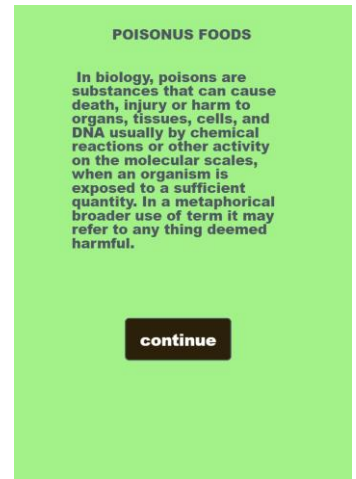 POISONUS FOODS
In biology, poisons are
substances that can cause
death, injury or harm to
organs, tissues, cells, and
DNA usually by chemical
reactions or other activity
on the molecular scales,
when an organism is
exposed to a sufficient
quantity. In a metaphorical
broader use of term it may
refer to any thing deemed
harmful.
continue